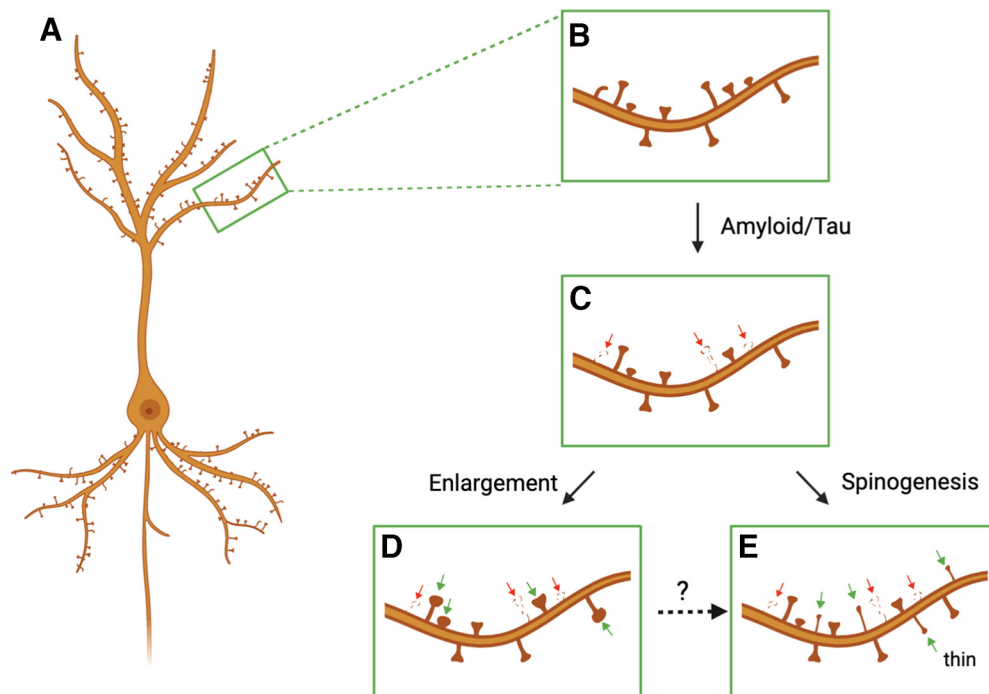 A
B
Amyloid/Tau
C
Enlargement
Spinogenesis
D
?
E
thin